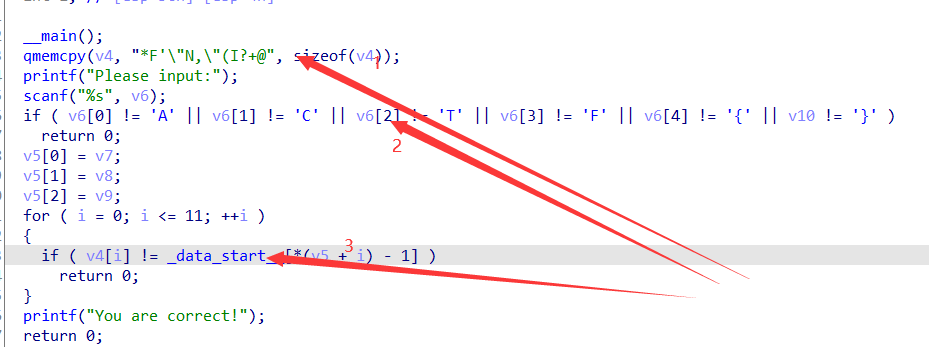 __main();
qmemcpy(v4, "*F'\"N,\"(I?+@", sizeof(v4));
1
printf("Please input:");
scanf("%s", v6);
if ( v6[0] != 'A' || v6[1] != 'C' || v6[2] != 'T' || v6[3] != 'F' || v6[4] != '{' || v10 != '}' )
2
return 0;
v5[0] = v7;
v5[1] = v8;
v5[2] = v9;
for ( i = 0; i <= 11; ++i )
{
3
if ( v4[i] != _data_start__[*(v5 + i) - 1] )
return 0;
}
printf("You are correct!");
return 0;